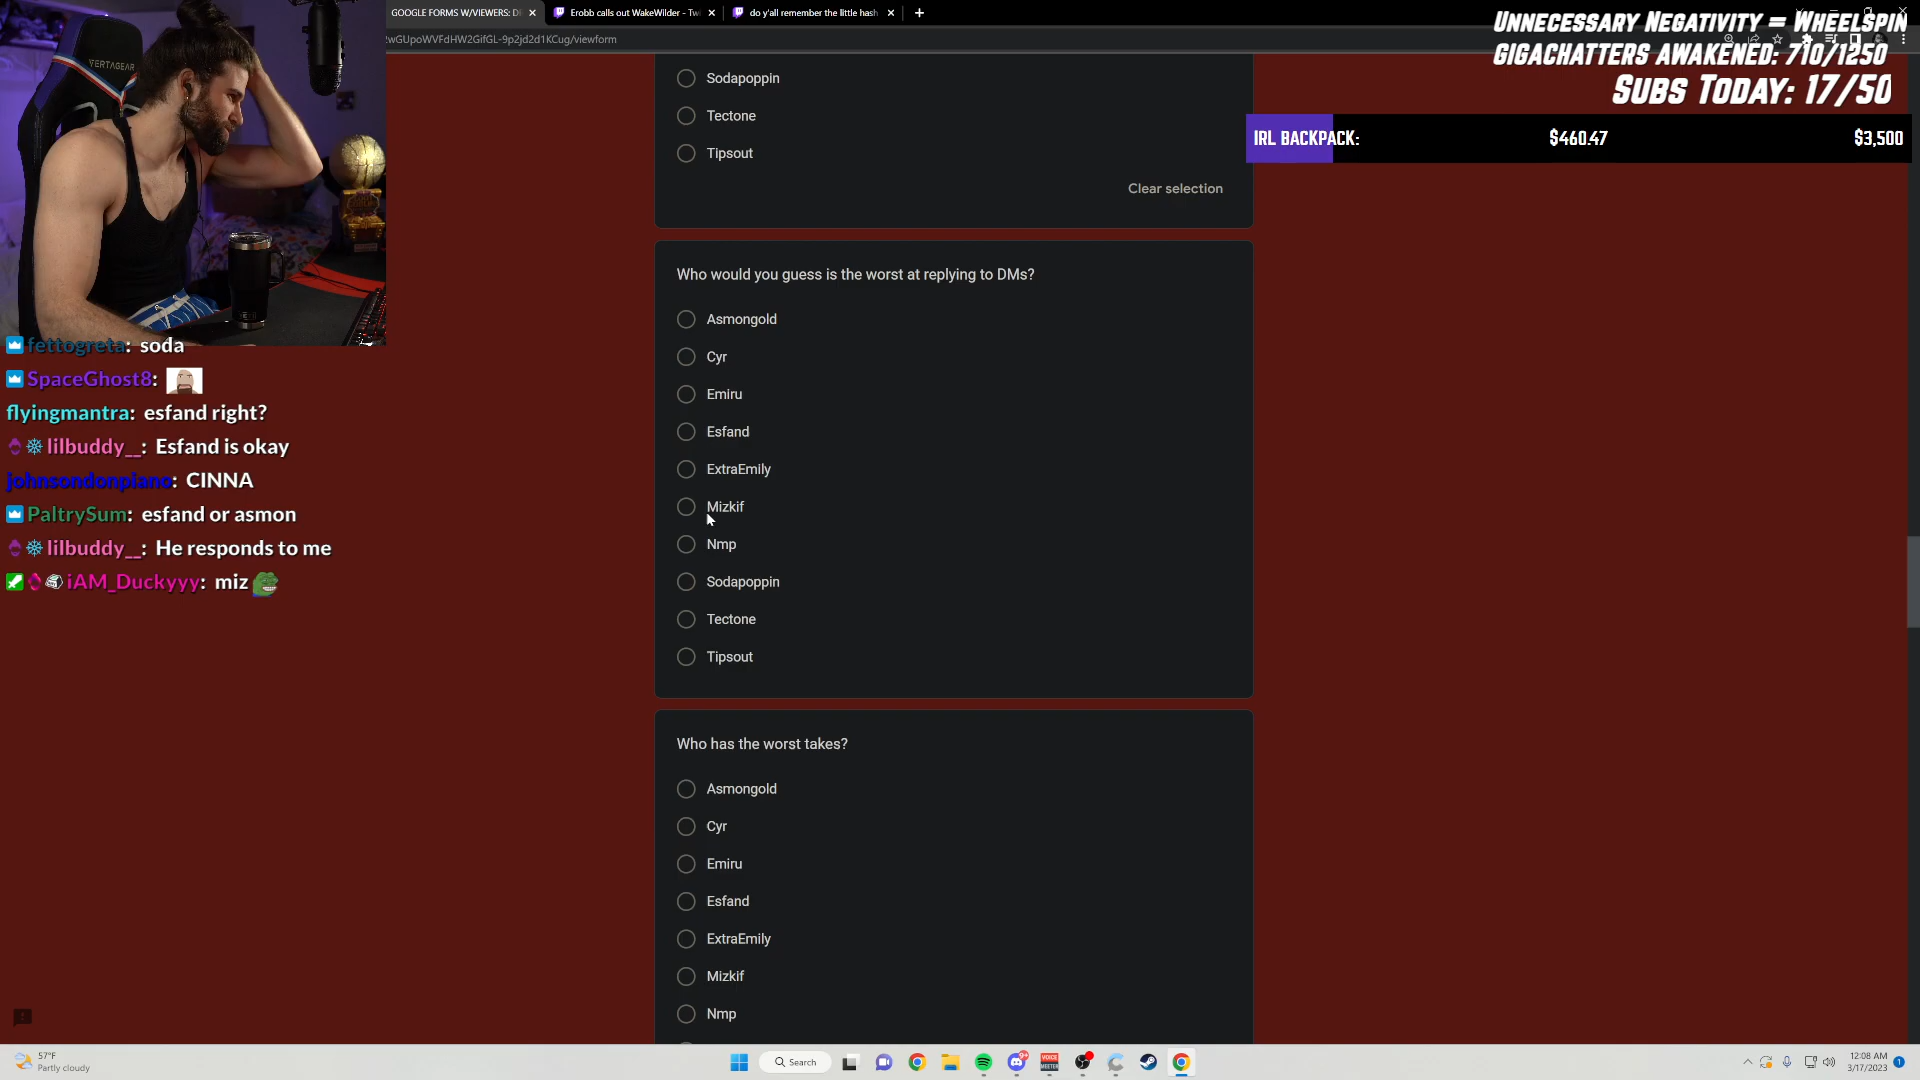 GOOGLE FORMS W/VIEWERS: DF
Erobb calls out WakeWilder - Tw
do y'all remember the little hash
wGUpoWVFdHW2GifGL-9p2jd2d1KCug/viewform
Unnecessary Negativity = Wheelspin
Gigachatters Awakened: 710/1250
Subs Today: 17/50
IRL BACKPACK: $460.47 $3,500
VERTAGEAR
Sodapoppin
Tectone
Tipsout
Clear selection
Who would you guess is the worst at replying to DMs?
Asmongold
Cyr
Emiru
Esfand
ExtraEmily
Mizkif
Nmp
Sodapoppin
Tectone
Tipsout
Who has the worst takes?
Asmongold
Cyr
Emiru
Esfand
ExtraEmily
Mizkif
Nmp
fettogreta: soda
SpaceGhost8:
flyingmantra: esfand right?
lilbuddy__: Esfand is okay
johnsondonpiano: CINNA
PaltrySum: esfand or asmon
lilbuddy__: He responds to me
iAM_Duckyyy: miz
57°F
Partly cloudy
Search
12:08 AM
3/17/2023
1